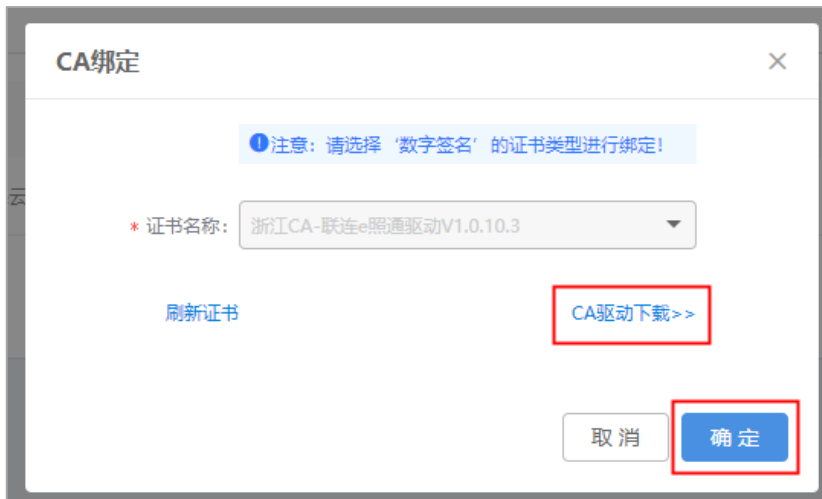 CA绑定
注意：请选择‘数字签名’的证书类型进行绑定！
云
* 证书名称： 浙江CA-联连e照通驱动V1.0.10.3
刷新证书 CA驱动下载>>
取 消 确 定